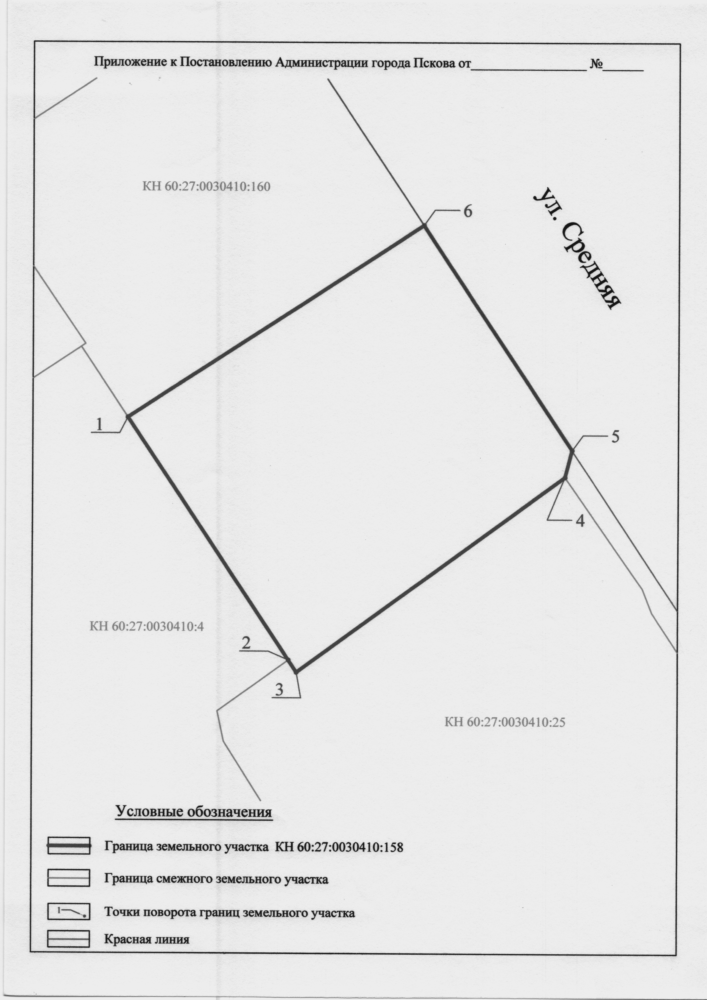 Приложение к Постановлению Администрации города Пскова от________________ №______
КН 60:27:0030410:160
6
ул. Средняя
1
5
4
КН 60:27:0030410:4
2
3
КН 60:27:0030410:25
Условные обозначения
Граница земельного участка КН 60:27:0030410:158
Граница смежного земельного участка
1
Точки поворота границ земельного участка
Красная линия